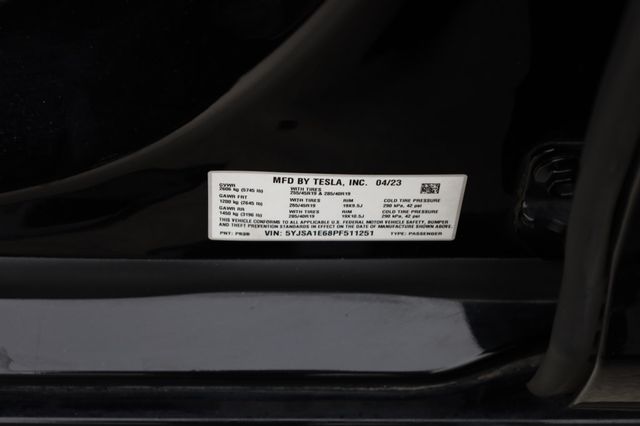 MFD BY TESLA, INC. 04/23
GVWR
2606 kg (5745 lb)
WITH TIRES
255/45R19 & 285/40R19
GAWR FRT
1200 kg (2645 lb)
WITH TIRES
255/45R19
RIM
19X9.5J
COLD TIRE PRESSURE
290 kPa, 42 psi
GAWR RR
1450 kg (3196 lb)
WITH TIRES
285/40R19
RIM
19X10.5J
COLD TIRE PRESSURE
290 kPa, 42 psi
THIS VEHICLE CONFORMS TO ALL APPLICABLE U.S. FEDERAL MOTOR VEHICLE SAFETY, BUMPER
AND THEFT PREVENTION STANDARDS IN EFFECT ON THE DATE OF MANUFACTURE SHOWN ABOVE
PNT: PBSB VIN: 5YJSA1E68PF511251 TYPE: PASSENGER